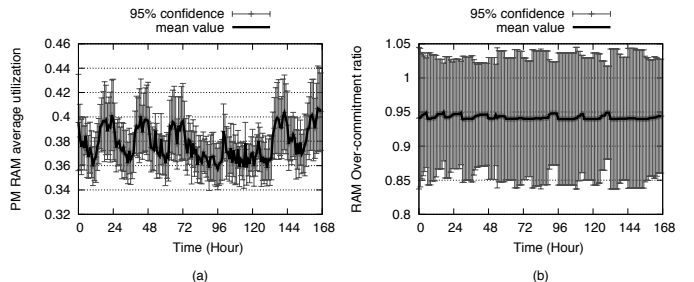 95% confidence
mean value
PM RAM average utilization
0.46
0.44
0.42
0.4
0.38
0.36
0.34
0.32
0 24 48 72 96 120 144 168
Time (Hour)
(a)
95% confidence
mean value
RAM Over-commitment ratio
1.05
1
0.95
0.9
0.85
0.8
0 24 48 72 96 120 144 168
Time (Hour)
(b)